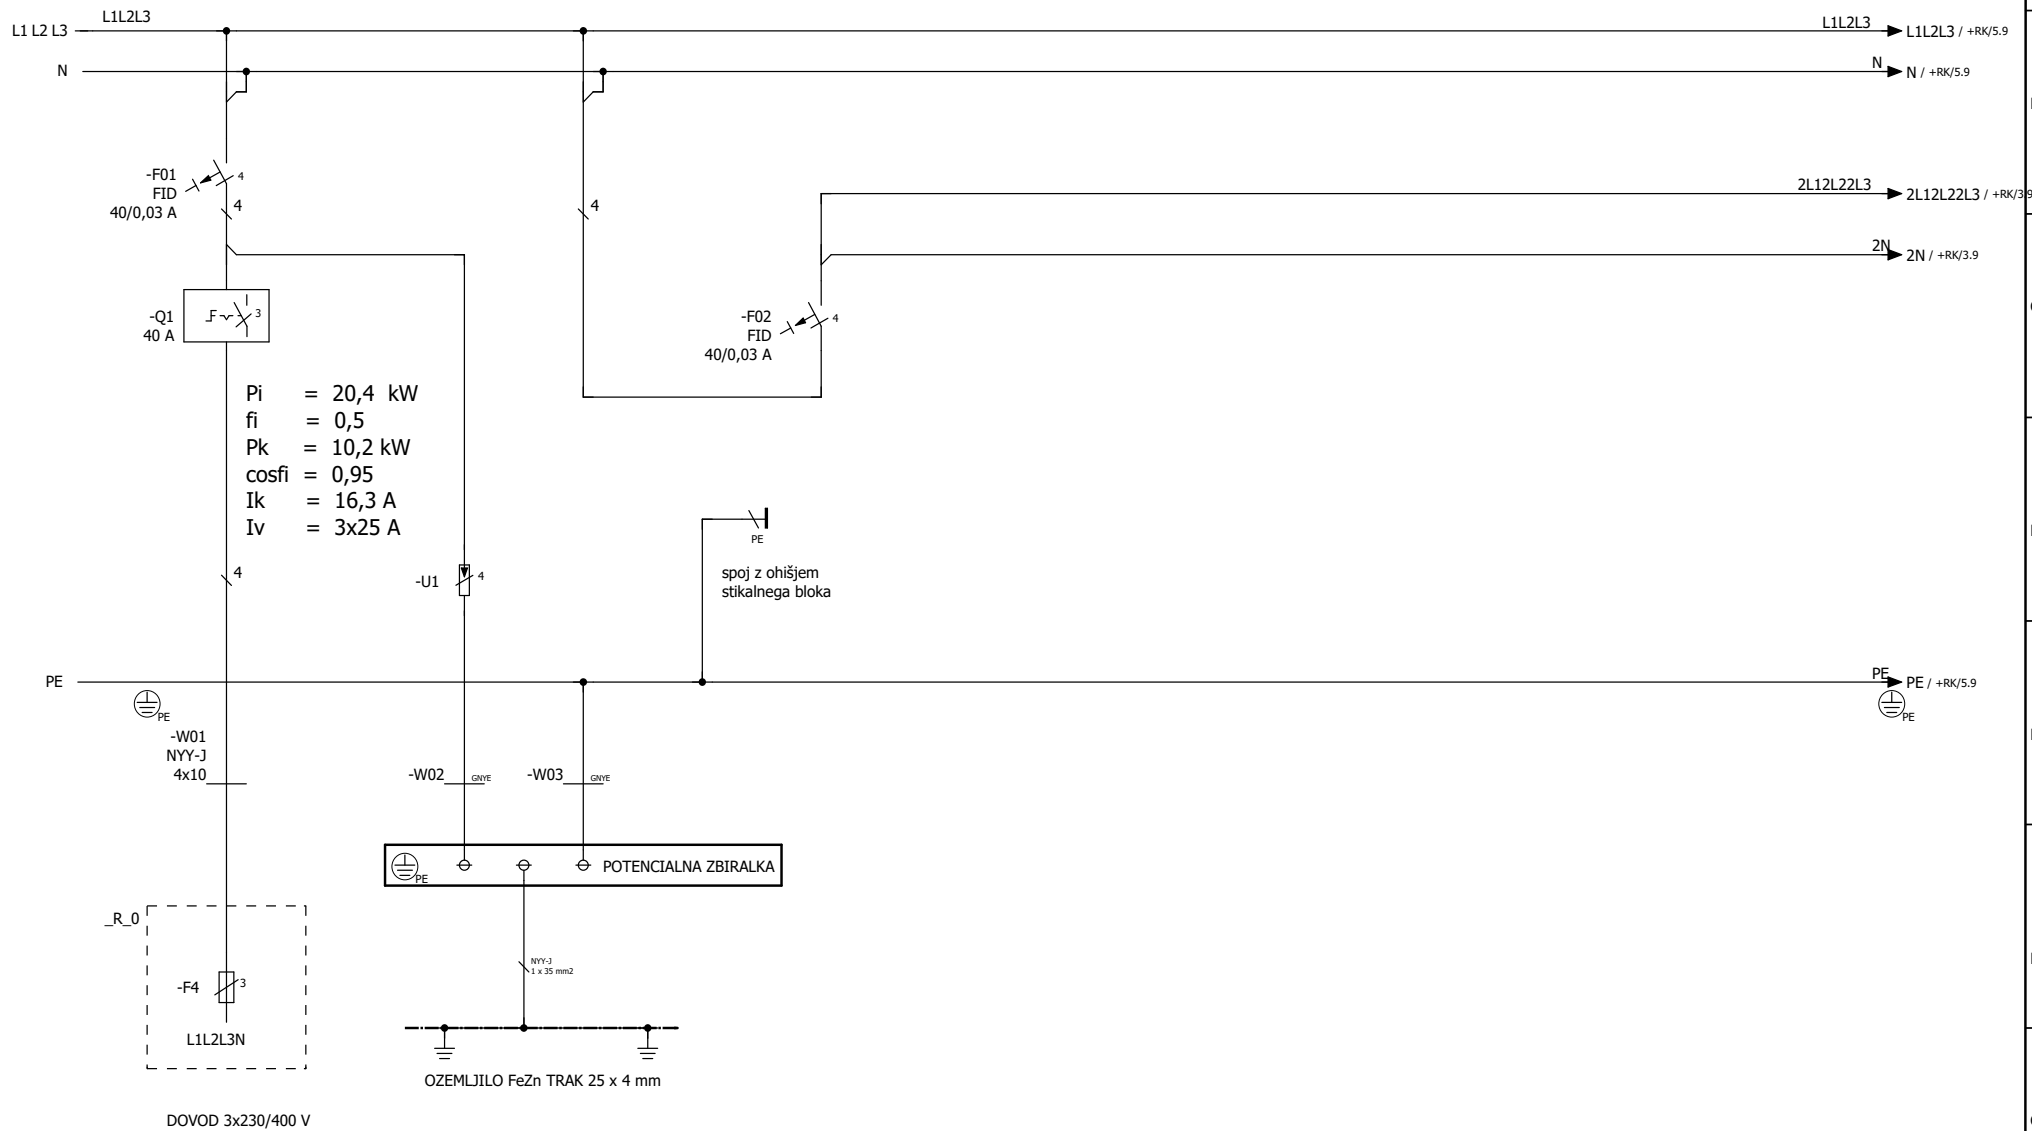 L1L2L3
L1 L2 L3
L1L2L3
L1L2L3 / +RK/5.9
N
N
N / +RK/5.9
-F01
FID
40/0,03 A
4
4
4
2L12L22L3
2L12L22L3 / +RK/3.9
2N
2N / +RK/3.9
-Q1
40 A
3
-F02
FID
40/0,03 A
4
Pi = 20,4 kW
fi = 0,5
Pk = 10,2 kW
cosfi = 0,95
Ik = 16,3 A
Iv = 3x25 A
PE
spoj z ohišjem
stikalnega bloka
4
-U1
4
PE
PE
PE / +RK/5.9
PE
PE
-W01
NYY-J
4x10
-W02
GNYE
-W03
GNYE
PE
POTENCIALNA ZBIRALKA
_R_0
NYY-J
1 x 35 mm2
-F4
3
L1L2L3N
OZEMLJILO FeZn TRAK 25 x 4 mm
DOVOD 3x230/400 V